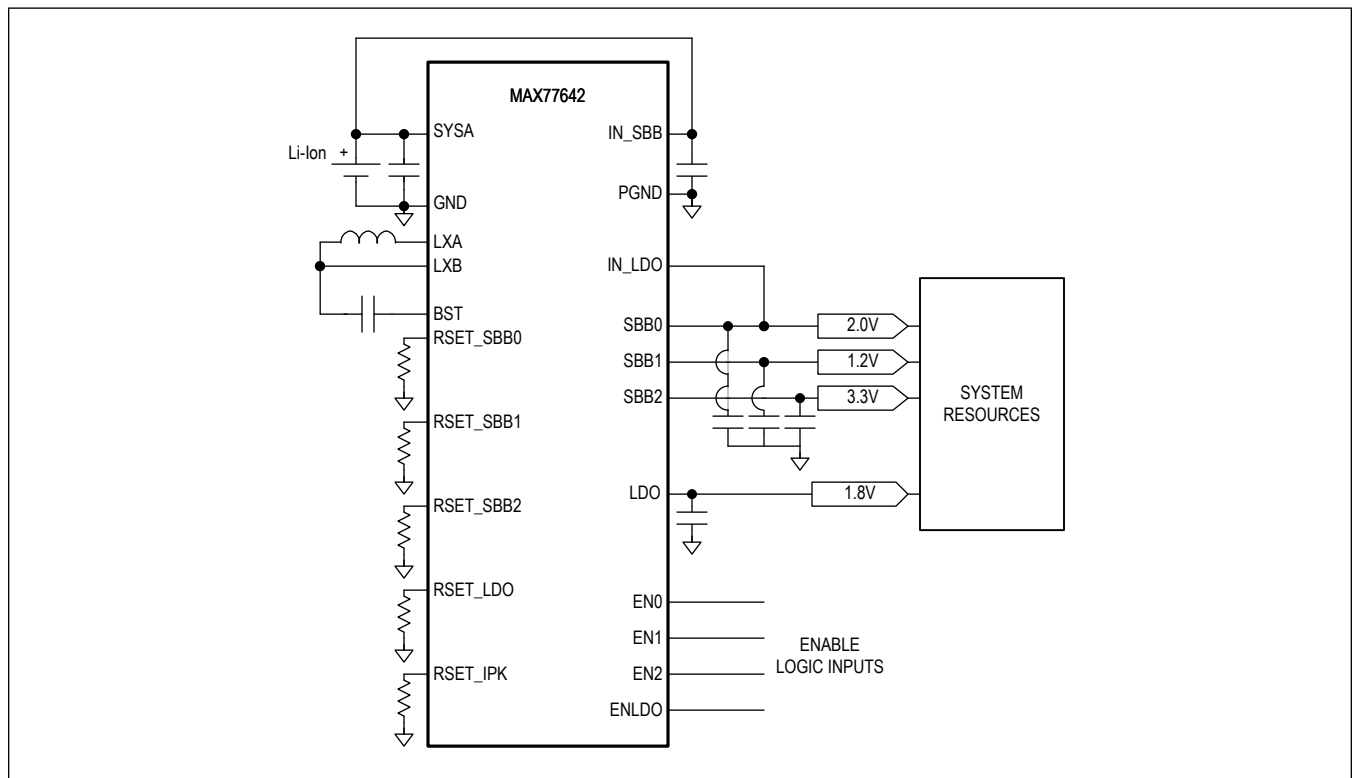 MAX77642
SYSA
IN_SBB
Li-Ion +
PGND
GND
LXA
LXB
IN_LDO
BST
SBB0
2.0V
RSET_SBB0
SBB1
1.2V
SBB2
3.3V
SYSTEM
RESOURCES
RSET_SBB1
LDO
1.8V
RSET_SBB2
RSET_LDO
EN0
EN1
ENABLE
LOGIC INPUTS
RSET_IPK
EN2
ENLDO